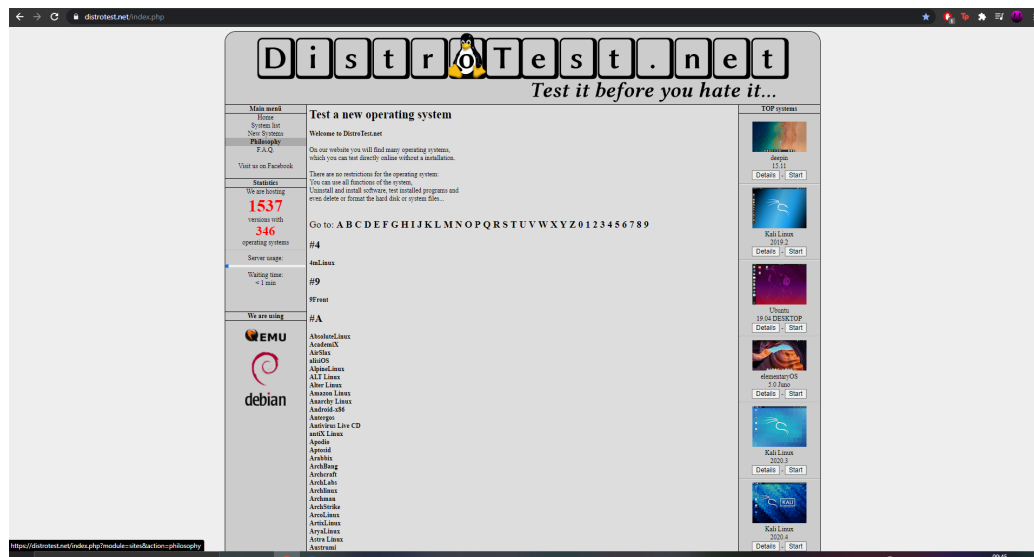 distrotest.net/index.php
DistroTest.net
Test it before you hate it...
Main menü
Home
System list
New Systems
Philosophy
F.A.Q.
Visit us on Facebook
Statistics
We are hosting
1537
versions with
346
operating systems
Server usage:
Waiting time:
< 1 min
We are using
QEMU
debian
Test a new operating system
Welcome to DistroTest.net
On our website you will find many operating systems,
which you can test directly online without a installation.
There are no restrictions for the operating system:
You can use all functions of the system,
Uninstall and install software, test installed programs and
even delete or format the hard disk or system files...
Go to: A B C D E F G H I J K L M N O P Q R S T U V W X Y Z 0 1 2 3 4 5 6 7 8 9
#4
4mLinux
#9
9Front
#A
AbsoluteLinux
AcademiX
AirSlax
alisiOS
AlpineLinux
ALT Linux
Alter Linux
Amazon Linux
Anarchy Linux
Android-x86
Antergos
Antivirus Live CD
antiX Linux
Apodio
Aptosid
Arabbix
ArchBang
Archcraft
ArchLabs
Archlinux
Archman
ArchStrike
ArcoLinux
ArtixLinux
AryaLinux
Astra Linux
Austrumi
TOP systems
deepin
15.11
Details - Start
Kali Linux
2019.2
Details - Start
Ubuntu
19.04 DESKTOP
Details - Start
elementaryOS
5.0 Juno
Details - Start
Kali Linux
2020.3
Details - Start
KALI
Kali Linux
2020.4
Details - Start
https://distrotest.net/index.php?module=sites&action=philosophy